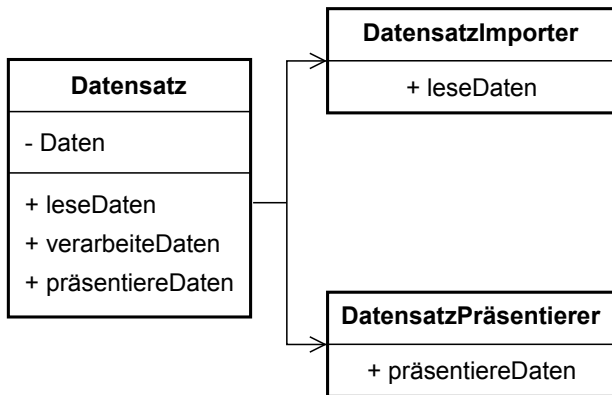 Datensatz
- Daten
+ leseDaten
+ verarbeiteDaten
+ präsentiereDaten
DatensatzImporter
+ leseDaten
DatensatzPräsentierer
+ präsentiereDaten